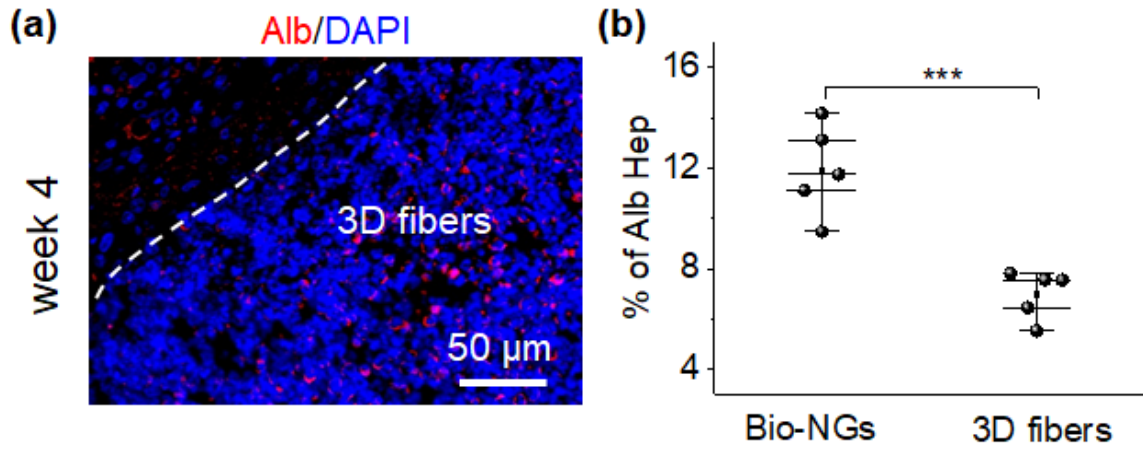 (a)
Alb/DAPI
week 4
3D fibers
50 µm
(b)
% of Alb Hep
16
12
8
4
***
Bio-NGs
3D fibers